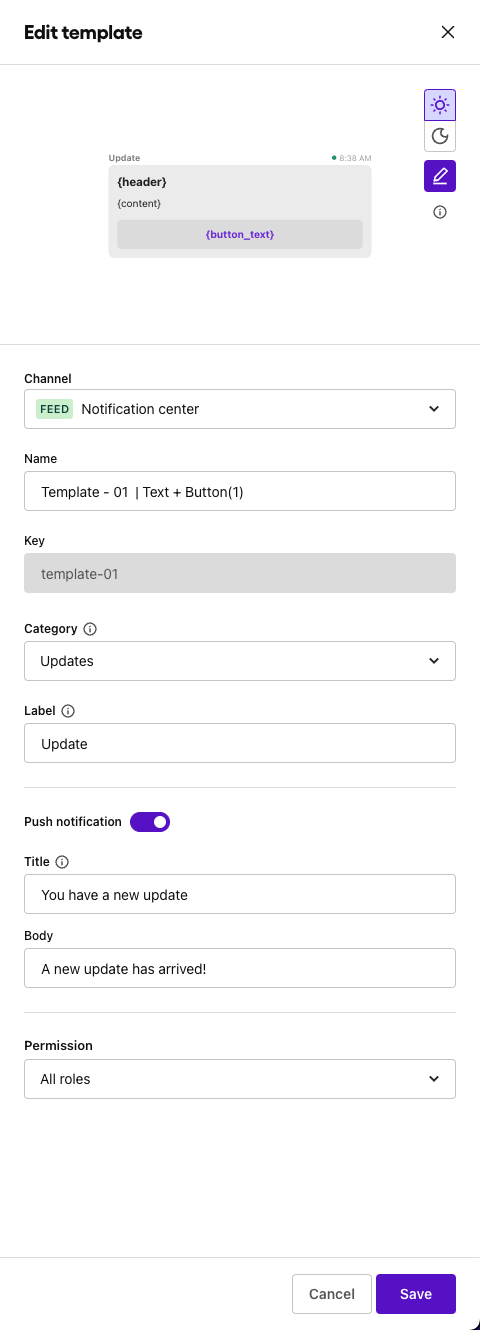 Edit template
Update 8:38 AM
{header}
{content}
{button_text}
Channel
FEED Notification center
Name
Template - 01 | Text + Button(1)
Key
template-01
Category
Updates
Label
Update
Push notification
Title
You have a new update
Body
A new update has arrived!
Permission
All roles
Cancel Save